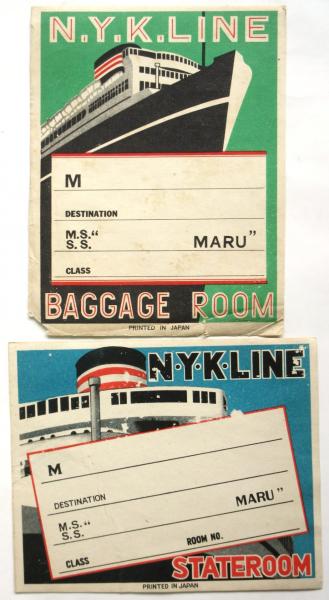 N.Y.K.LINE
M
DESTINATION
M.S.“
S.S. MARU”
CLASS
BAGGAGE ROOM
PRINTED IN JAPAN
N·Y·K·LINE
M
DESTINATION
MARU”
M.S.“
S.S.
CLASS ROOM NO.
STATEROOM
PRINTED IN JAPAN